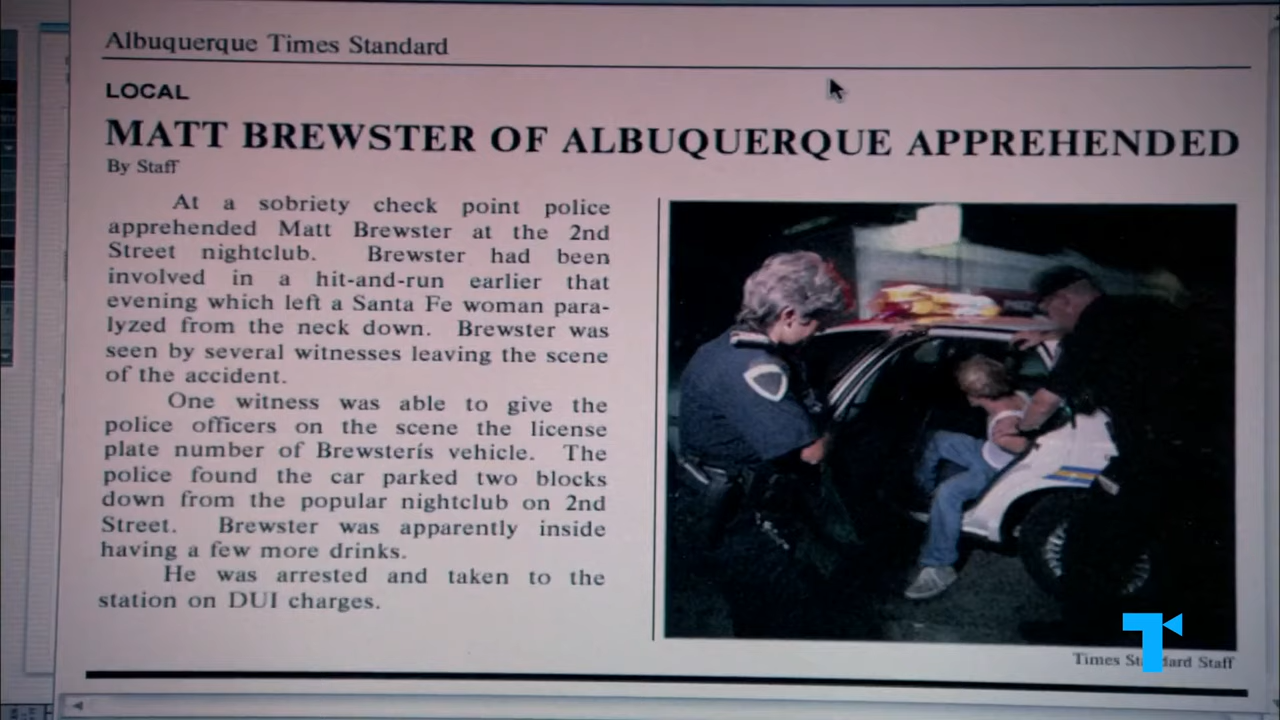 Albuquerque Times Standard
LOCAL
MATT BREWSTER OF ALBUQUERQUE APPREHENDED
By Staff
At a sobriety check point police
apprehended Matt Brewster at the 2nd
Street nightclub. Brewster had been
involved in a hit-and-run earlier that
evening which left a Santa Fe woman para-
lyzed from the neck down. Brewster was
seen by several witnesses leaving the scene
of the accident.
One witness was able to give the
police officers on the scene the license
plate number of Brewsterís vehicle. The
police found the car parked two blocks
down from the popular nightclub on 2nd
Street. Brewster was apparently inside
having a few more drinks.
He was arrested and taken to the
station on DUI charges.
Times Standard Staff